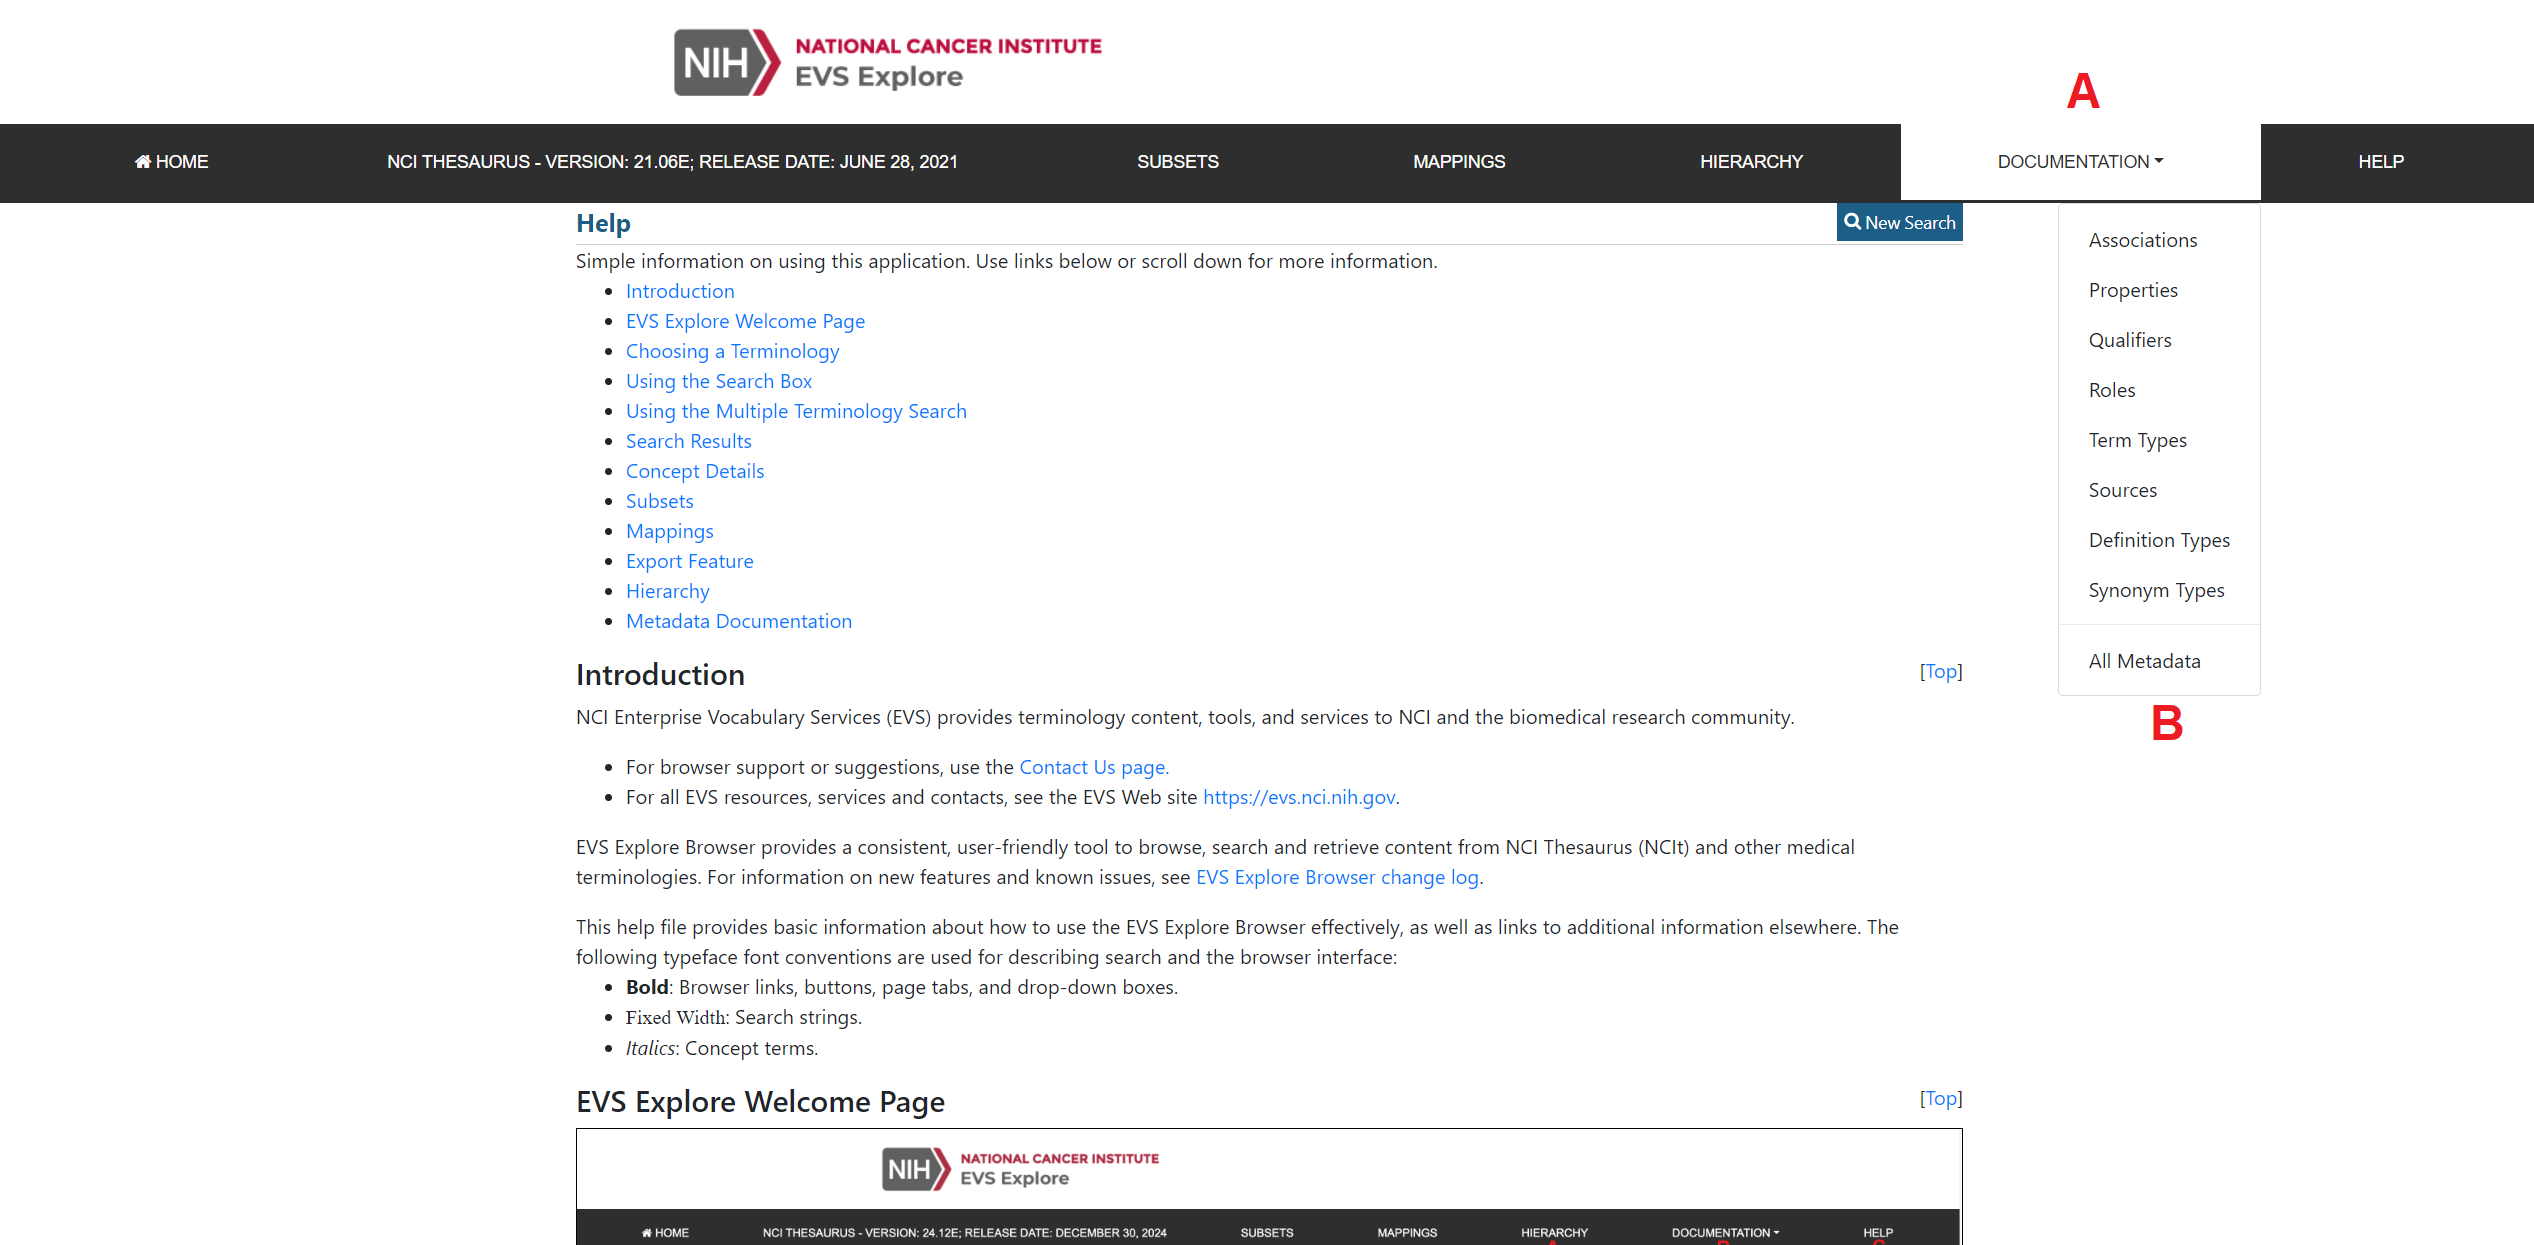 NIH NATIONAL CANCER INSTITUTE
EVS Explore
A
HOME NCI THESAURUS - VERSION: 21.06E; RELEASE DATE: JUNE 28, 2021 SUBSETS MAPPINGS HIERARCHY DOCUMENTATION HELP
Help
New Search
Simple information on using this application. Use links below or scroll down for more information.
Introduction
EVS Explore Welcome Page
Choosing a Terminology
Using the Search Box
Using the Multiple Terminology Search
Search Results
Concept Details
Subsets
Mappings
Export Feature
Hierarchy
Metadata Documentation
Associations
Properties
Qualifiers
Roles
Term Types
Sources
Definition Types
Synonym Types
All Metadata
B
Introduction
[Top]
NCI Enterprise Vocabulary Services (EVS) provides terminology content, tools, and services to NCI and the biomedical research community.
For browser support or suggestions, use the Contact Us page.
For all EVS resources, services and contacts, see the EVS Web site https://evs.nci.nih.gov.
EVS Explore Browser provides a consistent, user-friendly tool to browse, search and retrieve content from NCI Thesaurus (NCIt) and other medical
terminologies. For information on new features and known issues, see EVS Explore Browser change log.
This help file provides basic information about how to use the EVS Explore Browser effectively, as well as links to additional information elsewhere. The
following typeface font conventions are used for describing search and the browser interface:
Bold: Browser links, buttons, page tabs, and drop-down boxes.
Fixed Width: Search strings.
Italics: Concept terms.
EVS Explore Welcome Page
[Top]
NIH NATIONAL CANCER INSTITUTE
EVS Explore
HOME NCI THESAURUS - VERSION: 24.12E; RELEASE DATE: DECEMBER 30, 2024 SUBSETS MAPPINGS HIERARCHY DOCUMENTATION HELP